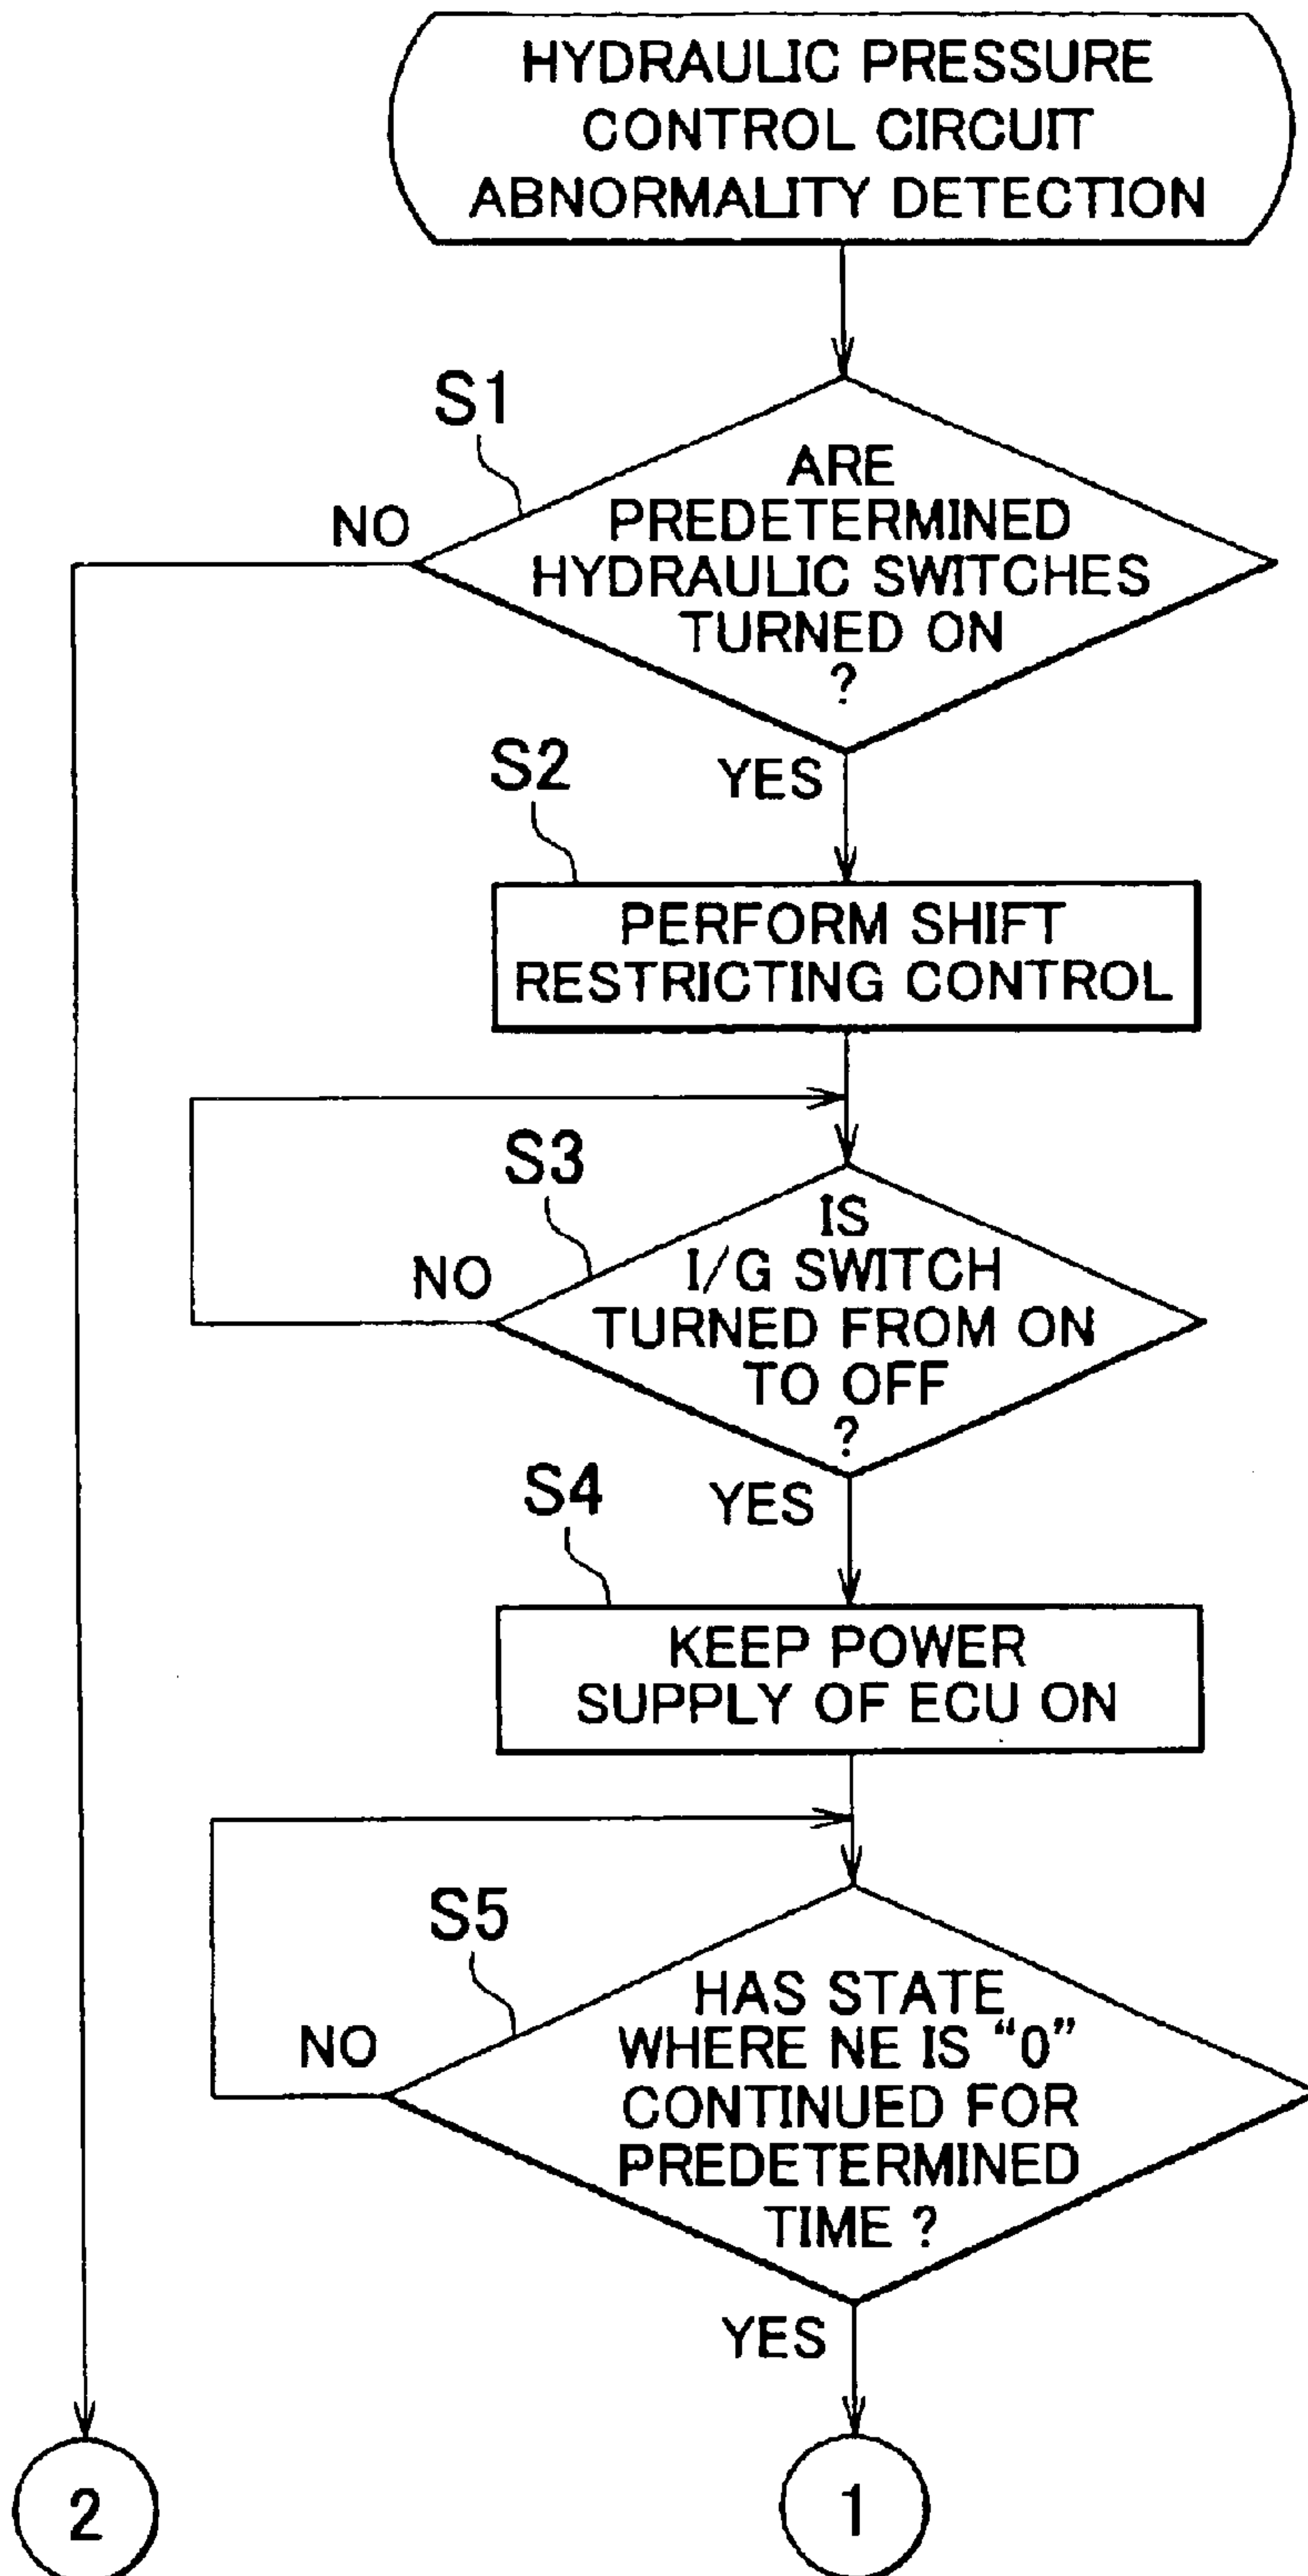 HYDRAULIC PRESSURE
CONTROL CIRCUIT
ABNORMALITY DETECTION
S1
NO
ARE
PREDETERMINED
HYDRAULIC SWITCHES
TURNED ON
?
YES
S2
PERFORM SHIFT
RESTRICTING CONTROL
S3
NO
IS
I/G SWITCH
TURNED FROM ON
TO OFF
?
YES
S4
KEEP POWER
SUPPLY OF ECU ON
S5
NO
HAS STATE
WHERE NE IS “0”
CONTINUED FOR
PREDETERMINED
TIME ?
YES
2
1